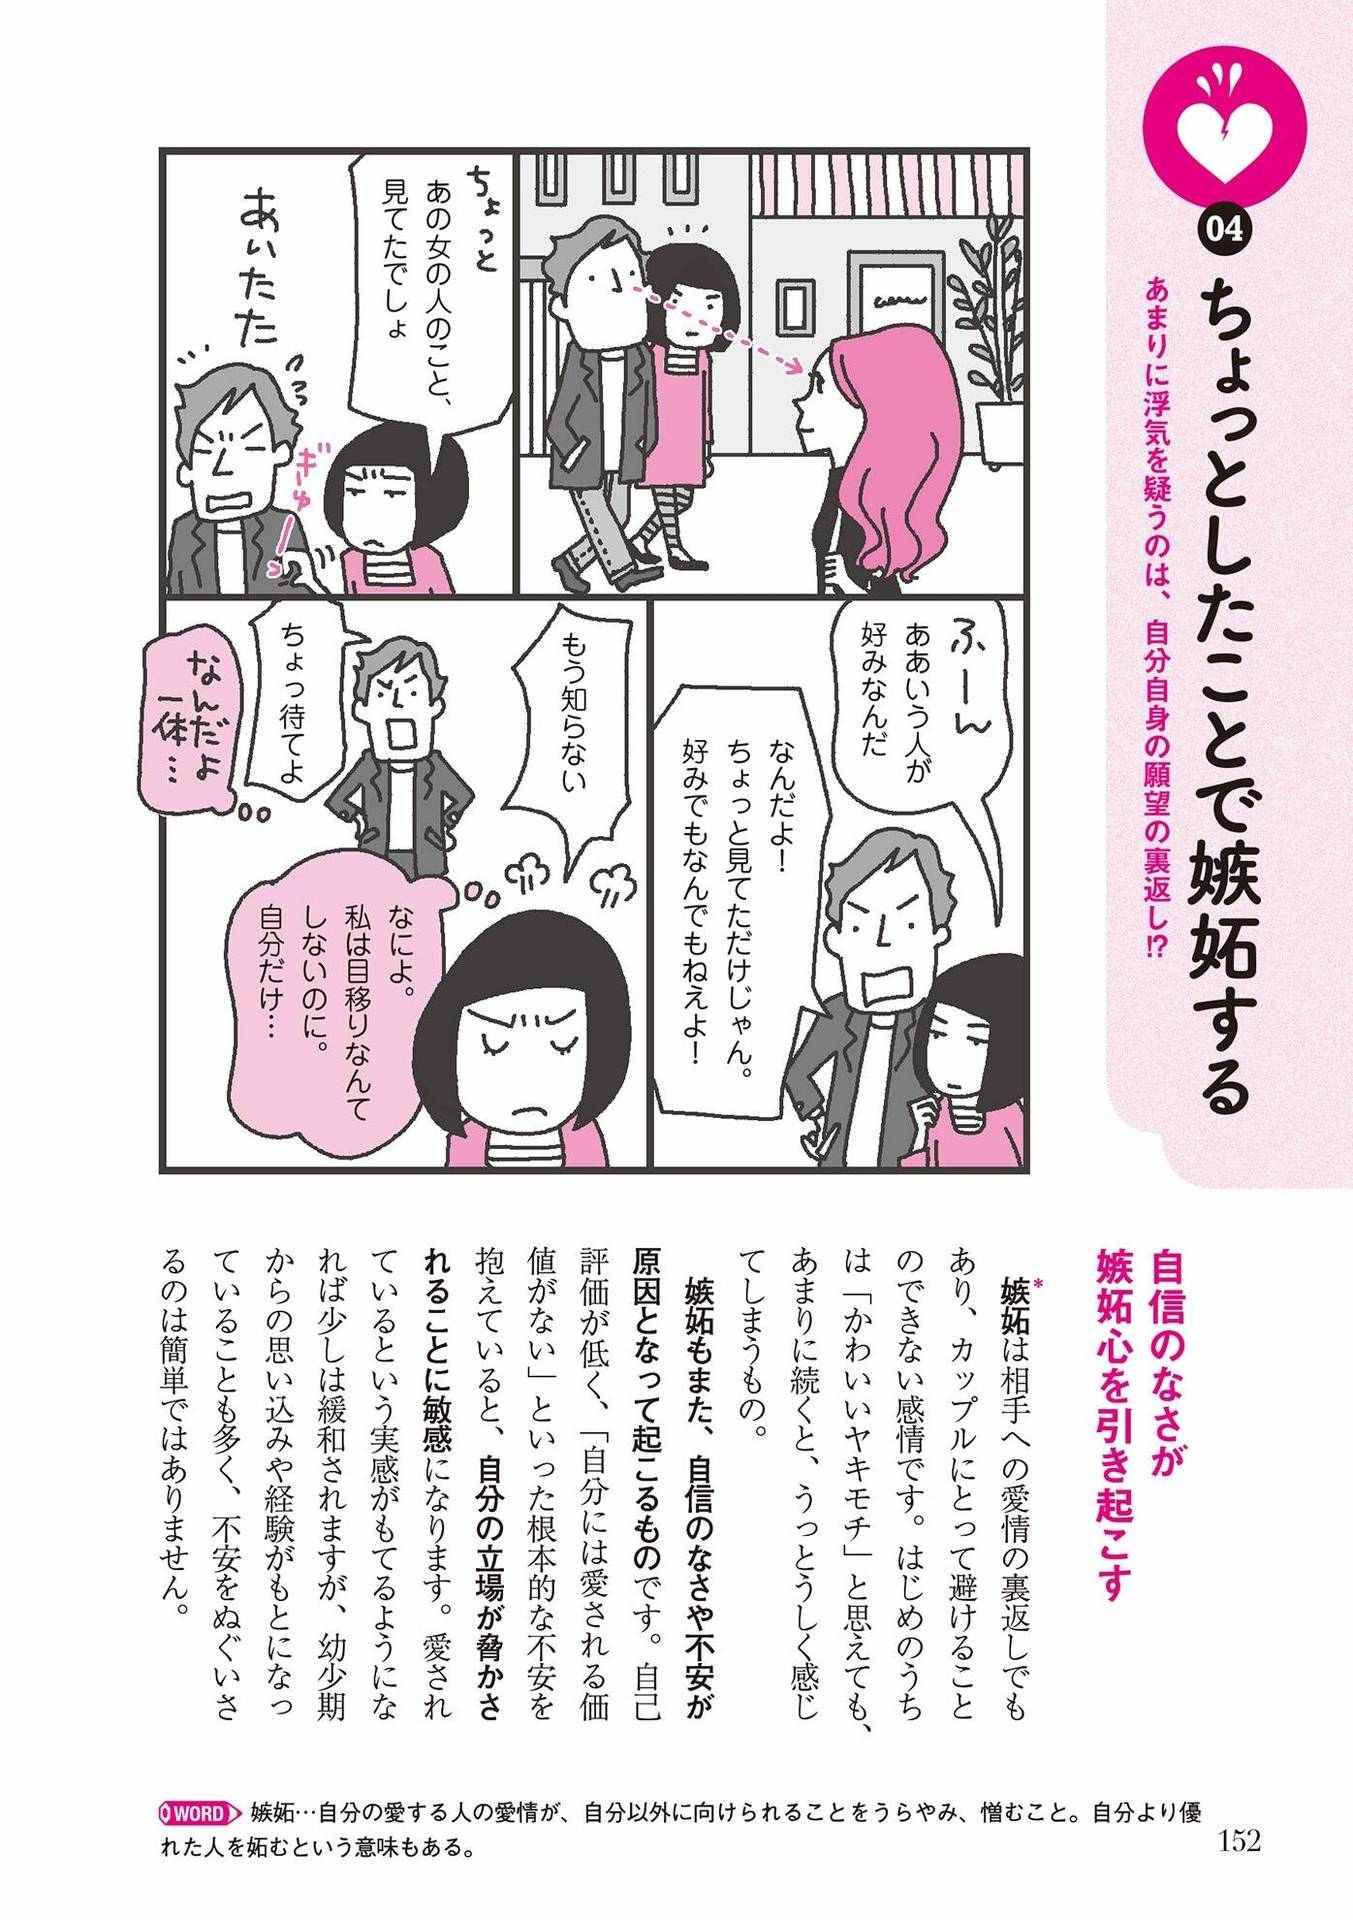 04
ちょっとしたことで嫉妬する
あまりに浮気を疑うのは、自分自身の願望の裏返し!?
ちょっと
あの女の人のこと、
見てたでしょ
あいたた
ぎゅーっ
ふーん
ああいう人が
好みなんだ
なんだよ！
ちょっと見てただけじゃん。
好みでもなんでもねえよ！
もう知らない
なによ。
私は目移りなんて
しないのに。
自分だけ…
ちょっ待てよ
なんだよ
一体…
自信のなさが
嫉妬心を引き起こす
嫉妬*は相手への愛情の裏返しでも
あり、カップルにとって避けること
のできない感情です。はじめのうち
は「かわいいヤキモチ」と思えても、
あまりに続くと、うっとうしく感じ
てしまうもの。
嫉妬もまた、自信のなさや不安が
原因となって起こるものです。自己
評価が低く、「自分には愛される価
値がない」といった根本的な不安を
抱えていると、自分の立場が脅かさ
れることに敏感になります。愛され
ているという実感がもてるようにな
れば少しは緩和されますが、幼少期
からの思い込みや経験がもとになっ
ていることも多く、不安をぬぐいさ
るのは簡単ではありません。
WORD 嫉妬…自分の愛する人の愛情が、自分以外に向けられることをうらやみ、憎むこと。自分より優
れた人を妬むという意味もある。
152